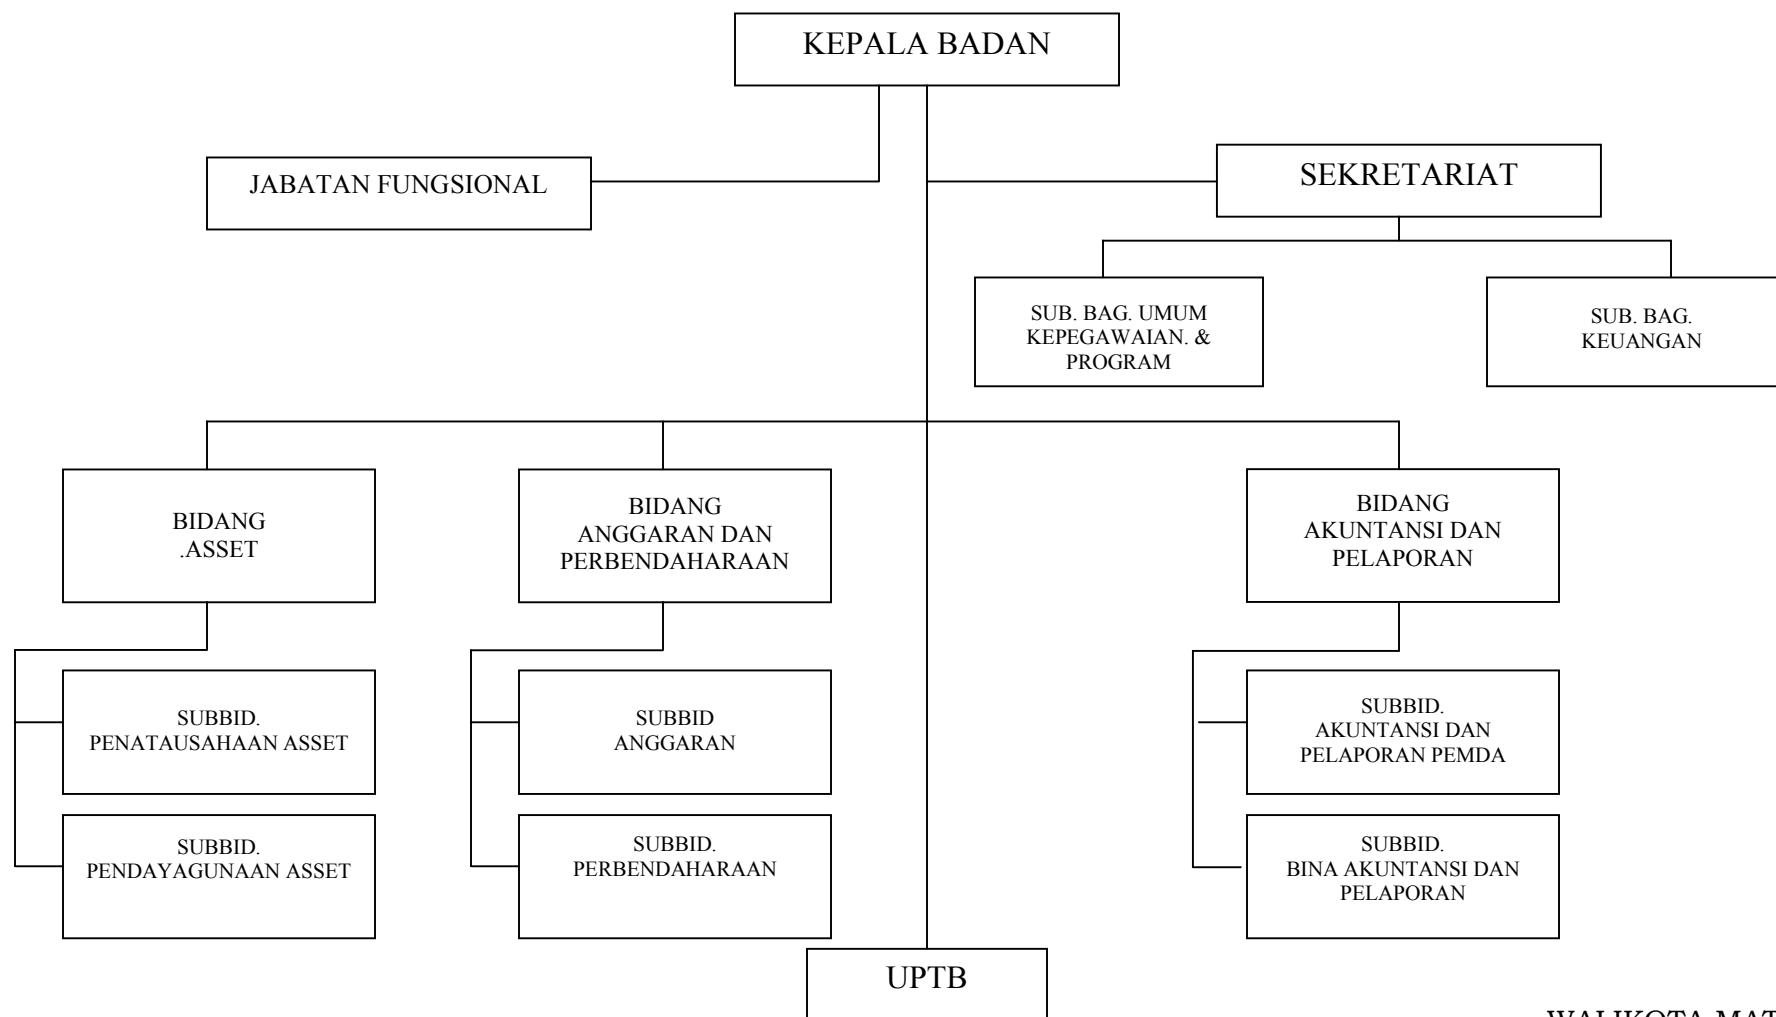 KEPALA BADAN
JABATAN FUNGSIONAL
SEKRETARIAT
SUB. BAG. UMUM
KEPEGAWAIAN. &
PROGRAM
SUB. BAG.
KEUANGAN
BIDANG
.ASSET
BIDANG
ANGGARAN DAN
PERBENDAHARAAN
BIDANG
AKUNTANSI DAN
PELAPORAN
SUBBID.
PENATAUSAHAAN ASSET
SUBBID
ANGGARAN
SUBBID.
AKUNTANSI DAN
PELAPORAN PEMDA
SUBBID.
PENDAYAGUNAAN ASSET
SUBBID.
PERBENDAHARAAN
SUBBID.
BINA AKUNTANSI DAN
PELAPORAN
UPTB
WALIKOTA